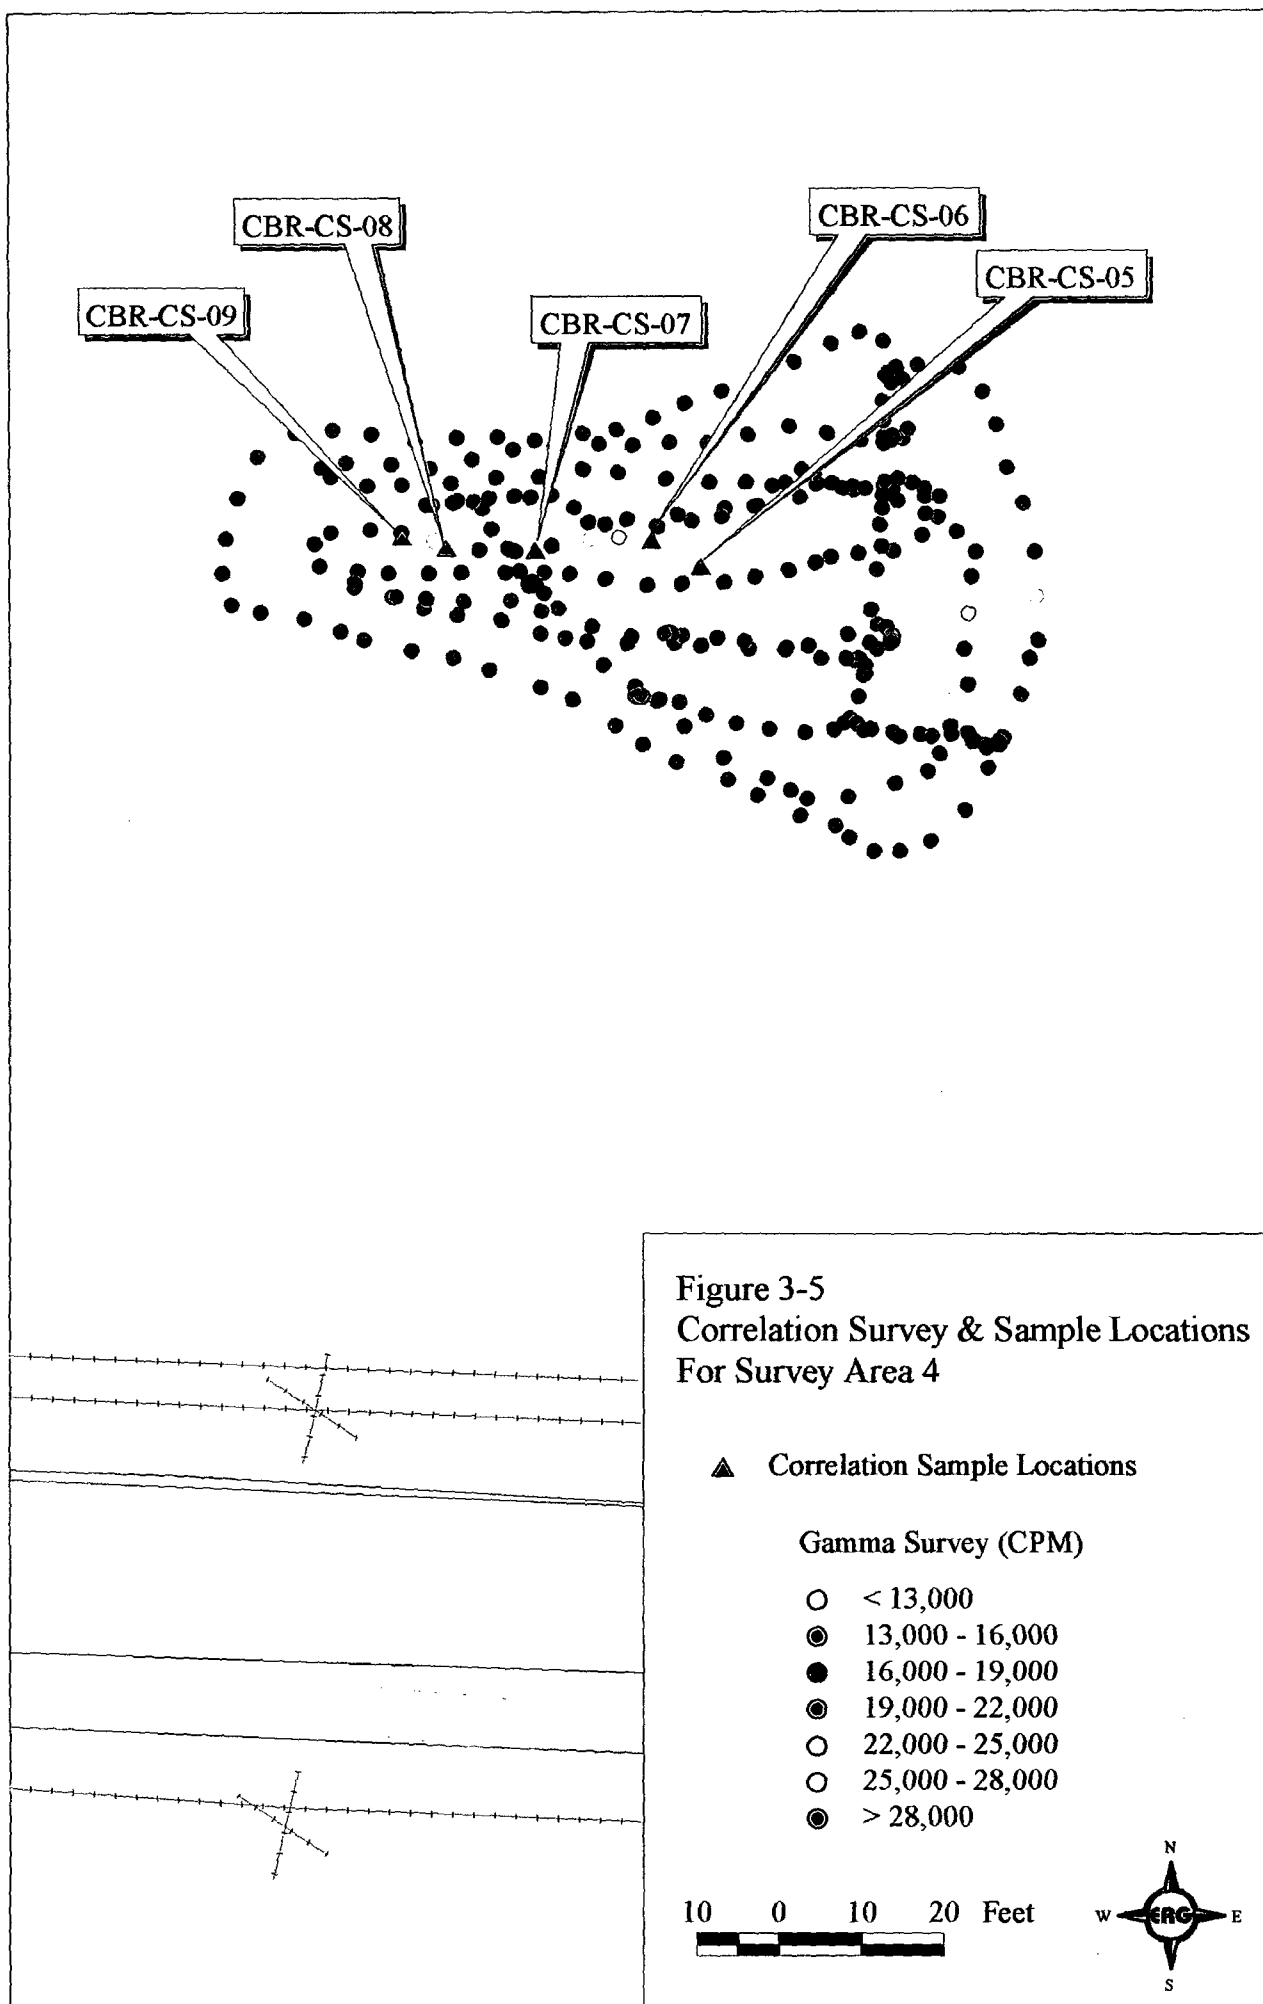 CBR-CS-08
CBR-CS-06
CBR-CS-05
CBR-CS-09
CBR-CS-07
Figure 3-5
Correlation Survey & Sample Locations
For Survey Area 4
Correlation Sample Locations
Gamma Survey (CPM)
< 13,000
13,000 - 16,000
16,000 - 19,000
19,000 - 22,000
22,000 - 25,000
25,000 - 28,000
> 28,000
10 0 10 20 Feet
N
W ERG E
S